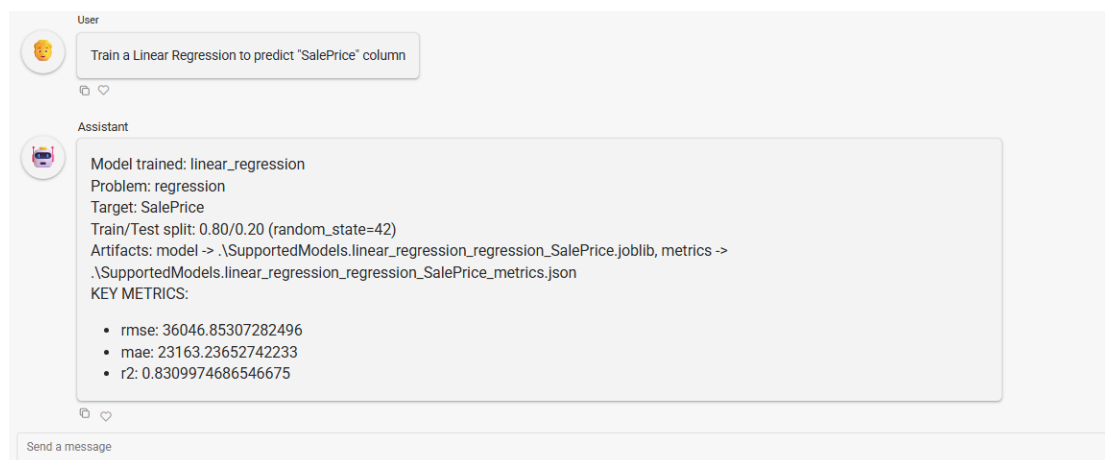 User
Train a Linear Regression to predict "SalePrice" column
Assistant
Model trained: linear_regression
Problem: regression
Target: SalePrice
Train/Test split: 0.80/0.20 (random_state=42)
Artifacts: model -> .\SupportedModels.linear_regression_regression_SalePrice.joblib, metrics ->
.\SupportedModels.linear_regression_regression_SalePrice_metrics.json
KEY METRICS:
• rmse: 36046.85307282496
• mae: 23163.23652742233
• r2: 0.8309974686546675
Send a message